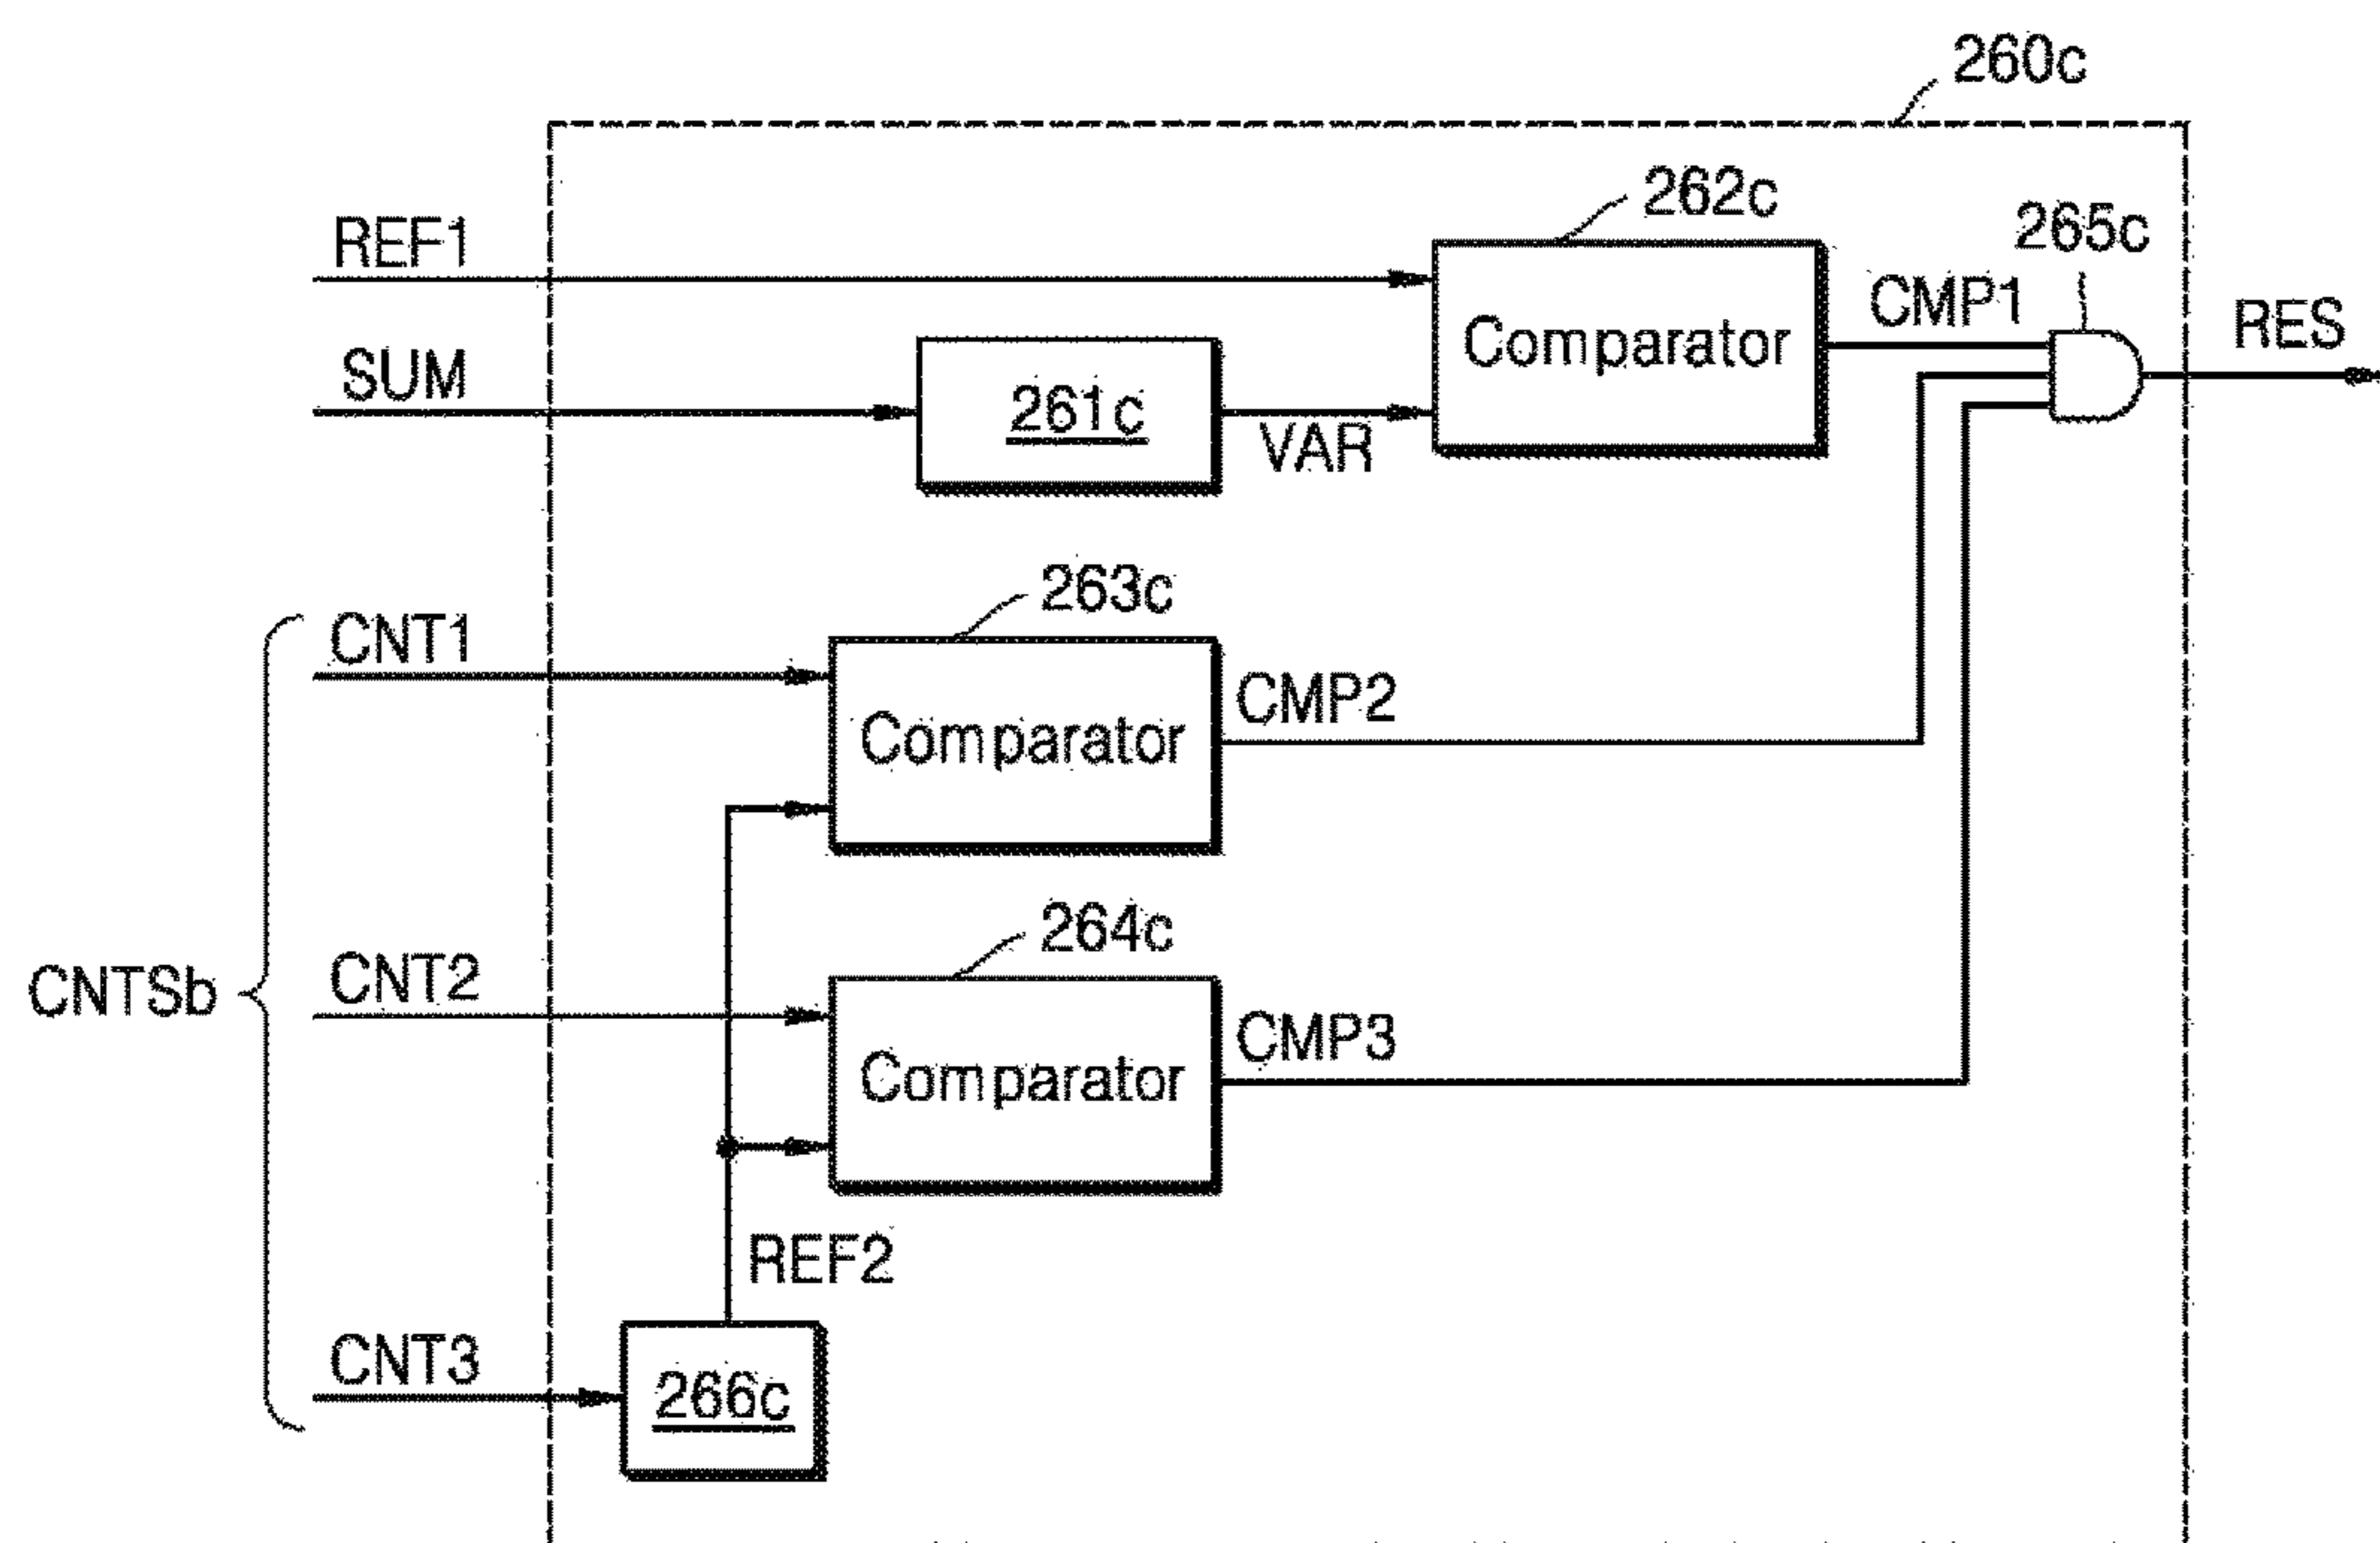 260c
262c
265c
REF1
CMP1
RES
Comparator
SUM
261c
VAR
263c
CNT1
CMP2
Comparator
264c
CNTSb
CNT2
CMP3
Comparator
REF2
CNT3
266c